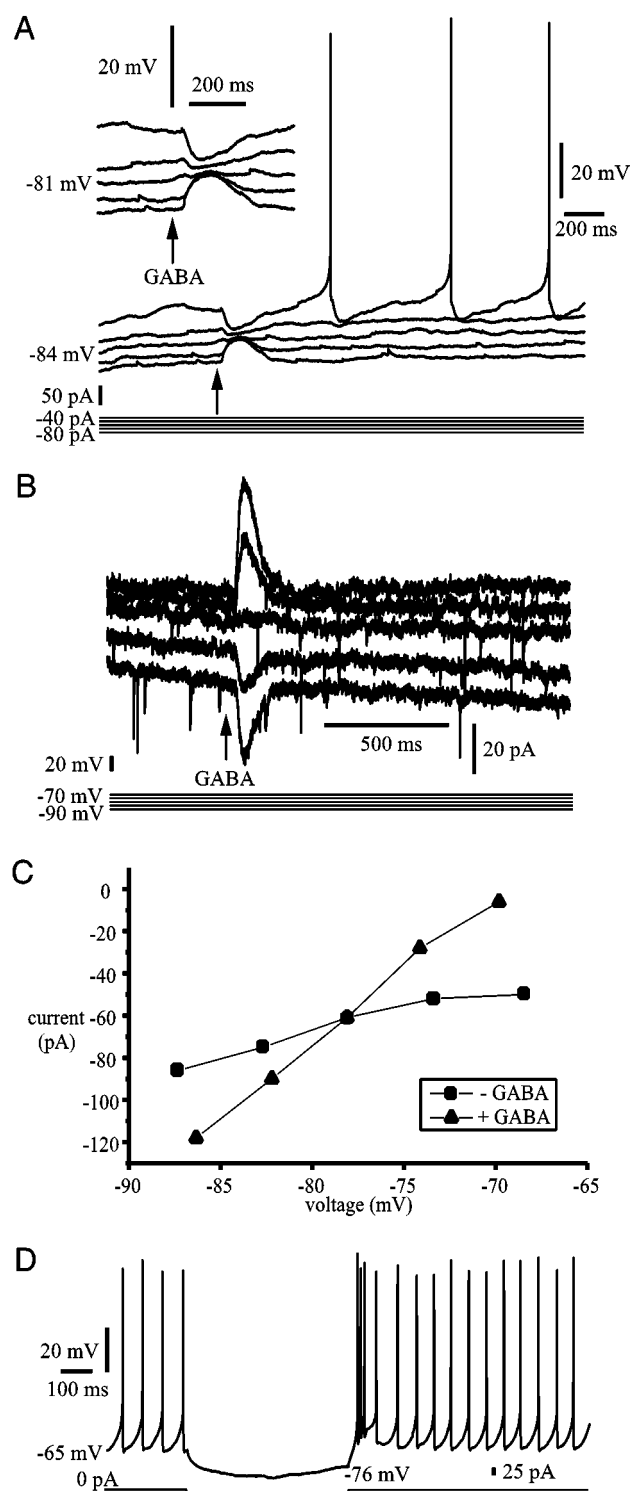 A
20 mV
200 ms
-81 mV
GABA
20 mV
200 ms
-84 mV
50 pA
-40 pA
-80 pA
B
GABA
500 ms
20 pA
20 mV
-70 mV
-90 mV
C
0
-20
-40
-60
-80
-100
-120
current
(pA)
- GABA
+ GABA
-90
-85
-80
-75
-70
-65
voltage (mV)
D
20 mV
100 ms
-65 mV
0 pA
-76 mV
25 pA